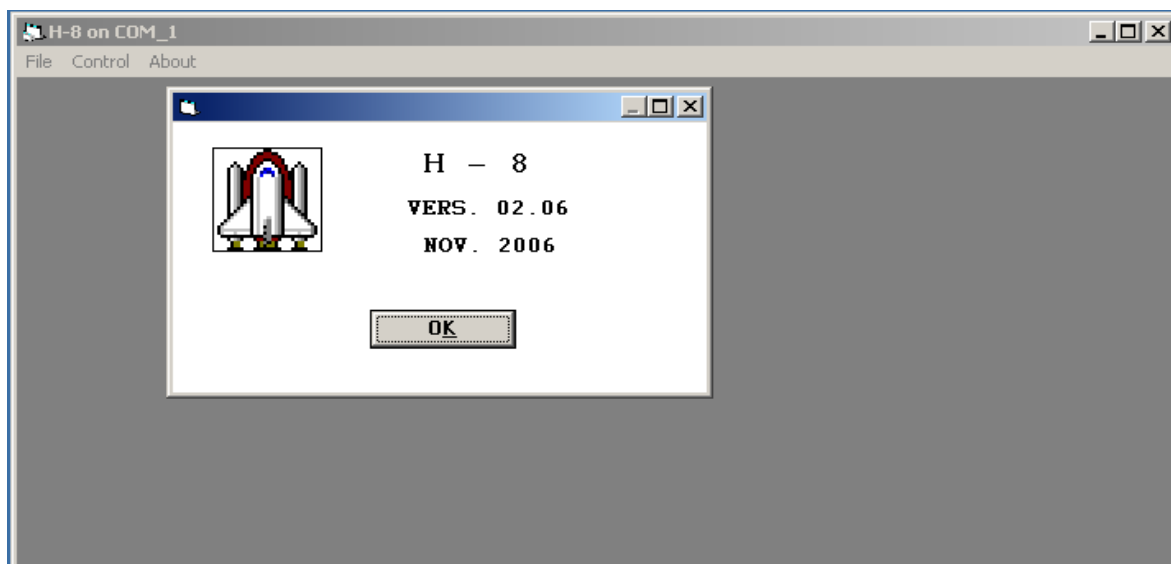 H-8 on COM_1
File Control About
H – 8
VERS. 02.06
NOV. 2006
OK